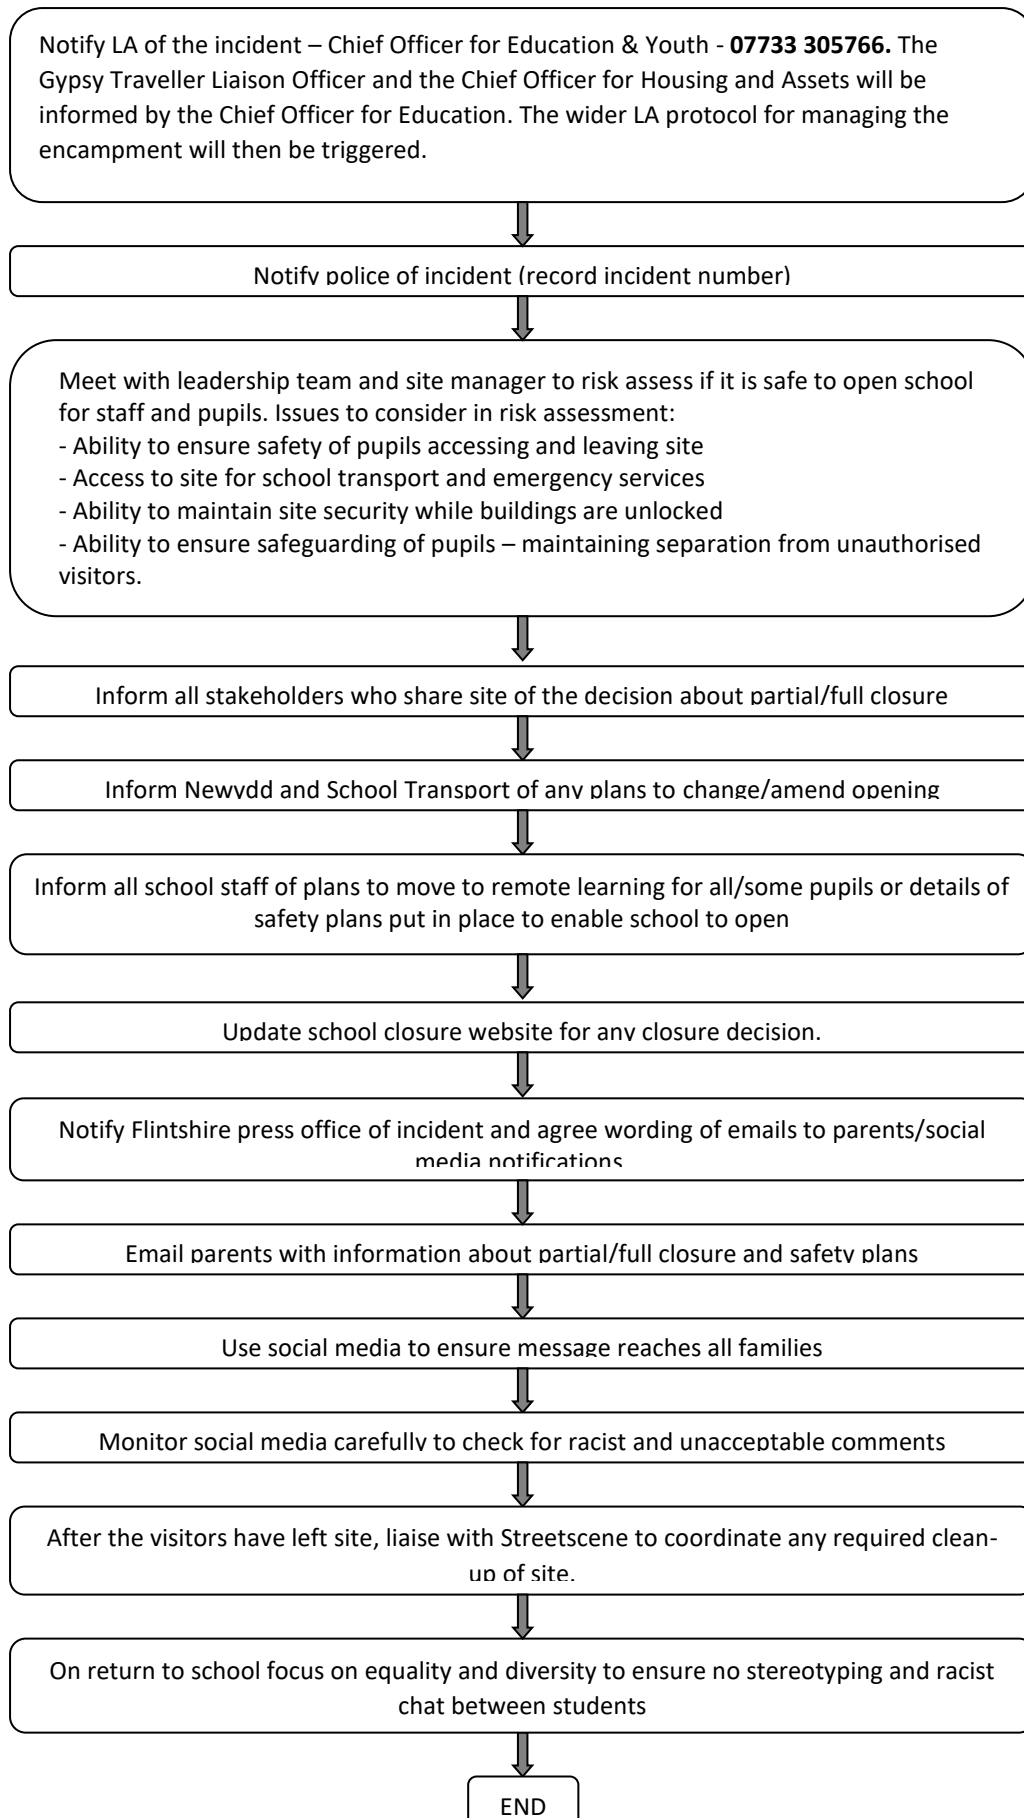 Notify LA of the incident – Chief Officer for Education & Youth - 07733 305766. The
Gypsy Traveller Liaison Officer and the Chief Officer for Housing and Assets will be
informed by the Chief Officer for Education. The wider LA protocol for managing the
encampment will then be triggered.
Notify police of incident (record incident number)
Meet with leadership team and site manager to risk assess if it is safe to open school
for staff and pupils. Issues to consider in risk assessment:
- Ability to ensure safety of pupils accessing and leaving site
- Access to site for school transport and emergency services
- Ability to maintain site security while buildings are unlocked
- Ability to ensure safeguarding of pupils – maintaining separation from unauthorised
visitors.
Inform all stakeholders who share site of the decision about partial/full closure
Inform Newydd and School Transport of any plans to change/amend opening
Inform all school staff of plans to move to remote learning for all/some pupils or details of
safety plans put in place to enable school to open
Update school closure website for any closure decision.
Notify Flintshire press office of incident and agree wording of emails to parents/social
media notifications
Email parents with information about partial/full closure and safety plans
Use social media to ensure message reaches all families
Monitor social media carefully to check for racist and unacceptable comments
After the visitors have left site, liaise with Streetscene to coordinate any required clean-
up of site.
On return to school focus on equality and diversity to ensure no stereotyping and racist
chat between students
END